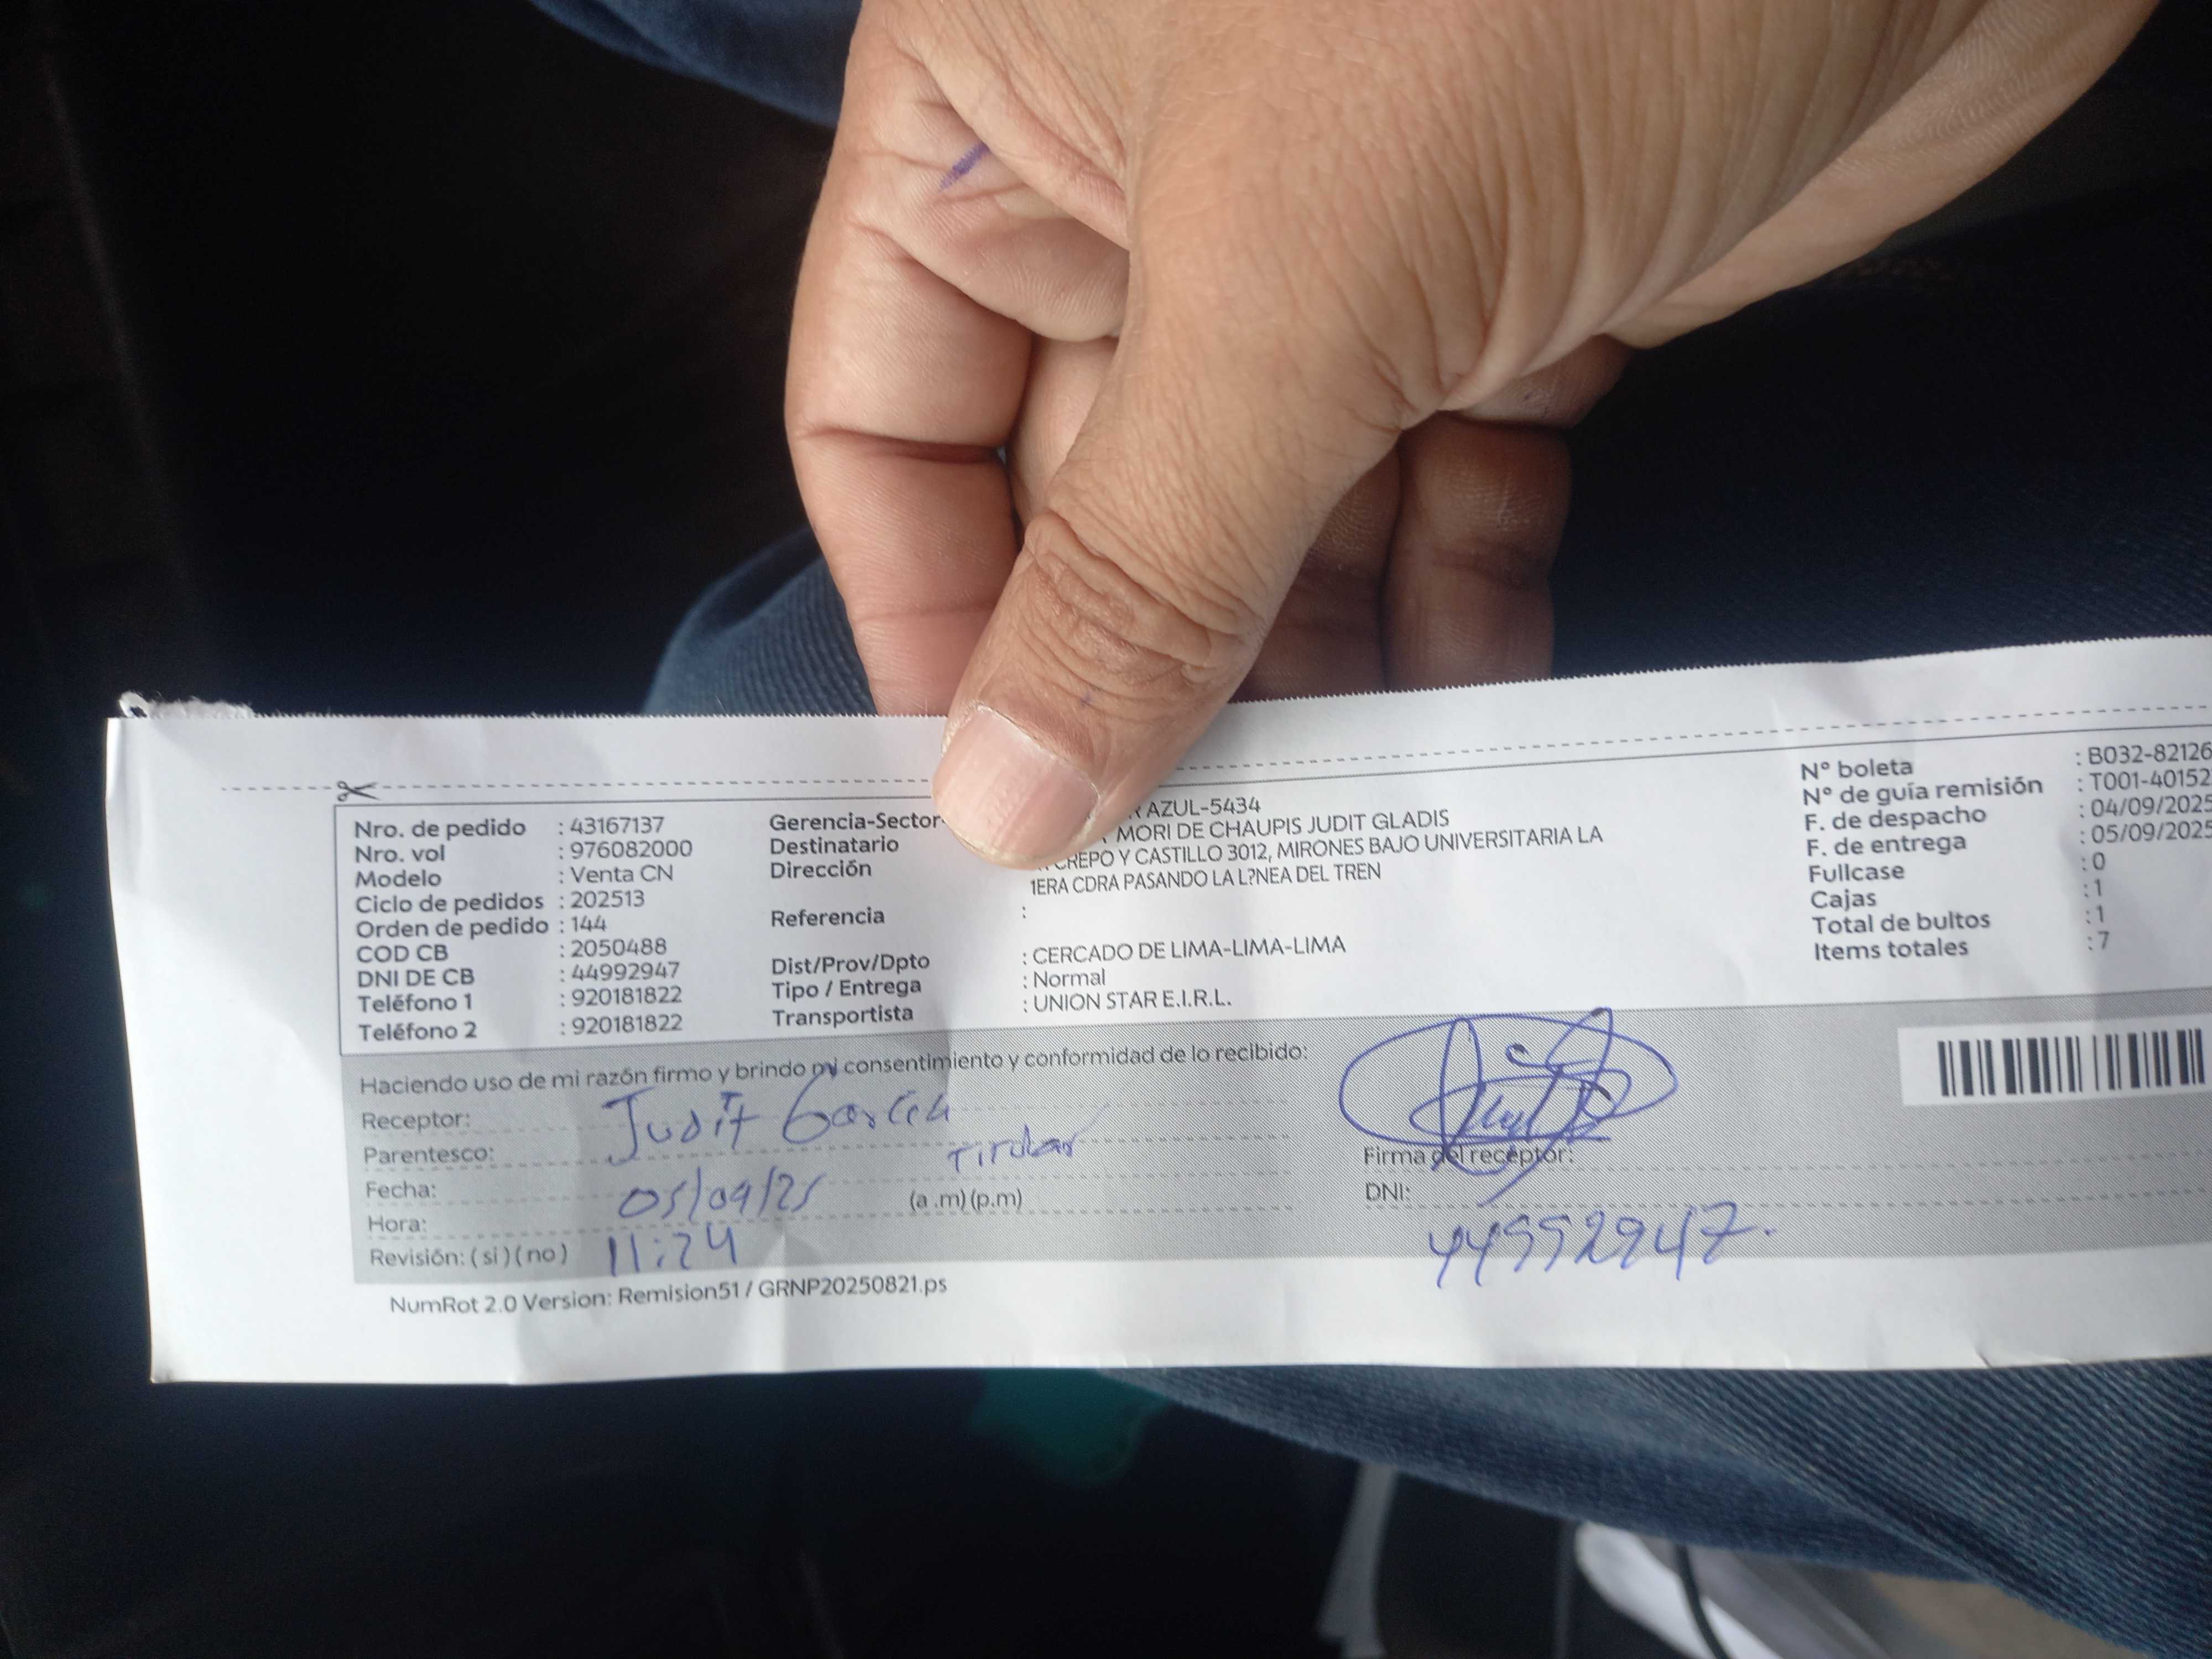 Nro. de pedido : 43167137
Nro. vol : 976082000
Modelo : Venta CN
Ciclo de pedidos : 202513
Orden de pedido : 144
COD CB : 2050488
DNI DE CB : 44992947
Teléfono 1 : 920181822
Teléfono 2 : 920181822
Gerencia-Sector AZUL-5434
Destinatario MORI DE CHAUPIS JUDIT GLADIS
Dirección CREPO Y CASTILLO 3012, MIRONES BAJO UNIVERSITARIA LA
1ERA CDRA PASANDO LA L?NEA DEL TREN
Referencia :
Dist/Prov/Dpto : CERCADO DE LIMA-LIMA-LIMA
Tipo / Entrega : Normal
Transportista : UNION STAR E.I.R.L.
N° boleta : B032-82126
N° de guía remisión : T001-40152
F. de despacho : 04/09/2025
F. de entrega : 05/09/2025
Fullcase : 0
Cajas : 1
Total de bultos : 1
Items totales : 7
Haciendo uso de mi razón firmo y brindo mi consentimiento y conformidad de lo recibido:
Receptor: Judit García
Parentesco: Titular
Fecha: 05/09/25 (a .m) (p.m)
Hora: 11:24
Revisión: ( si ) ( no )
Firma del receptor:
DNI: 44992947.
NumRot 2.0 Version: Remision51 / GRNP20250821.ps